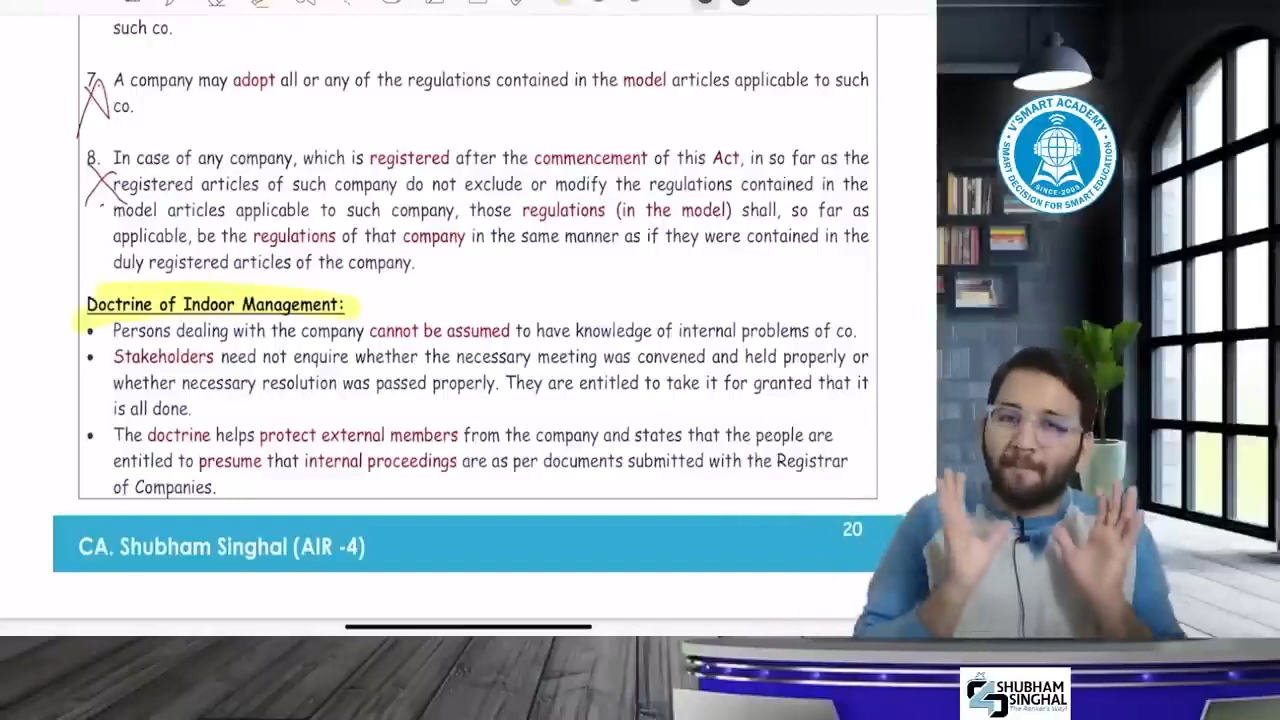 such co.
7. A company may adopt all or any of the regulations contained in the model articles applicable to such
co.
8. In case of any company, which is registered after the commencement of this Act, in so far as the
registered articles of such company do not exclude or modify the regulations contained in the
model articles applicable to such company, those regulations (in the model) shall, so far as
applicable, be the regulations of that company in the same manner as if they were contained in the
duly registered articles of the company.
Doctrine of Indoor Management:
• Persons dealing with the company cannot be assumed to have knowledge of internal problems of co.
• Stakeholders need not enquire whether the necessary meeting was convened and held properly or
whether necessary resolution was passed properly. They are entitled to take it for granted that it
is all done.
• The doctrine helps protect external members from the company and states that the people are
entitled to presume that internal proceedings are as per documents submitted with the Registrar
of Companies.
20
CA. Shubham Singhal (AIR -4)
V'SMART ACADEMY
SINCE-2009
SMART DECISION FOR SMART EDUCATION
SHUBHAM
SINGHAL
The Ranker's Way!